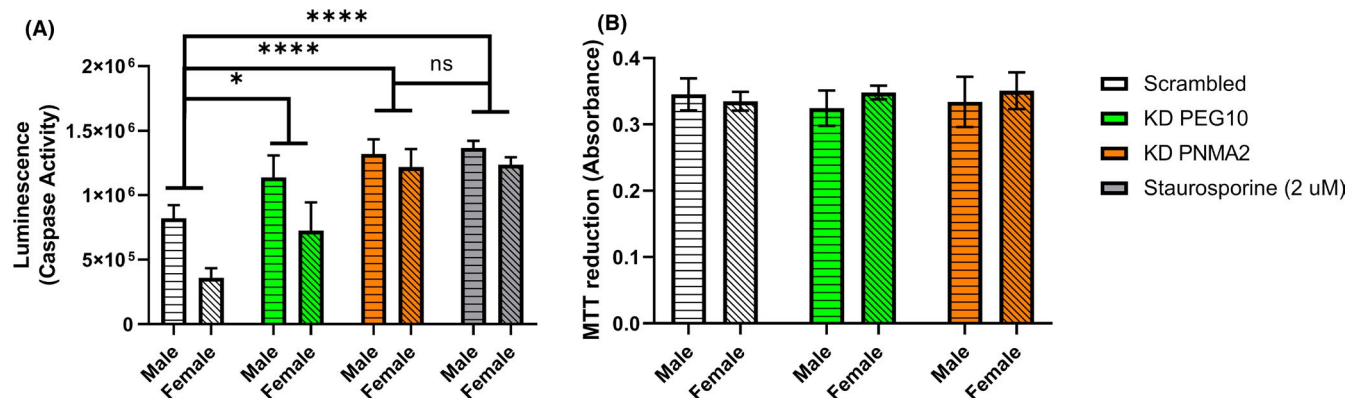 (A)
****
****
ns
*
2×10⁶
1.5×10⁶
1×10⁶
5×10⁵
0
Luminescence
(Caspase Activity)
Male
Female
Male
Female
Male
Female
Male
Female
(B)
0.4
0.3
0.2
0.1
0.0
MTT reduction (Absorbance)
Male
Female
Male
Female
Male
Female
Scrambled
KD PEG10
KD PNMA2
Staurosporine (2 uM)